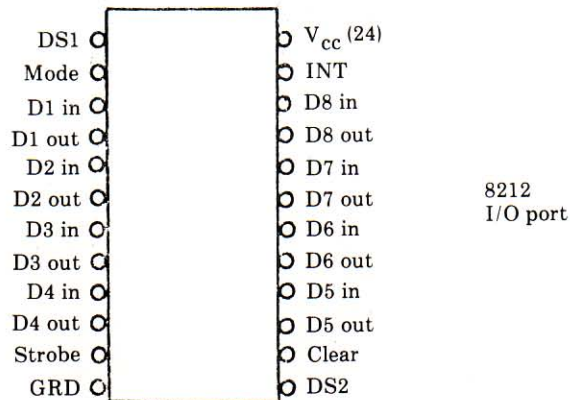 DS1
Mode
D1 in
D1 out
D2 in
D2 out
D3 in
D3 out
D4 in
D4 out
Strobe
GRD
Vcc (24)
INT
D8 in
D8 out
D7 in
D7 out
D6 in
D6 out
D5 in
D5 out
Clear
DS2
8212
I/O port